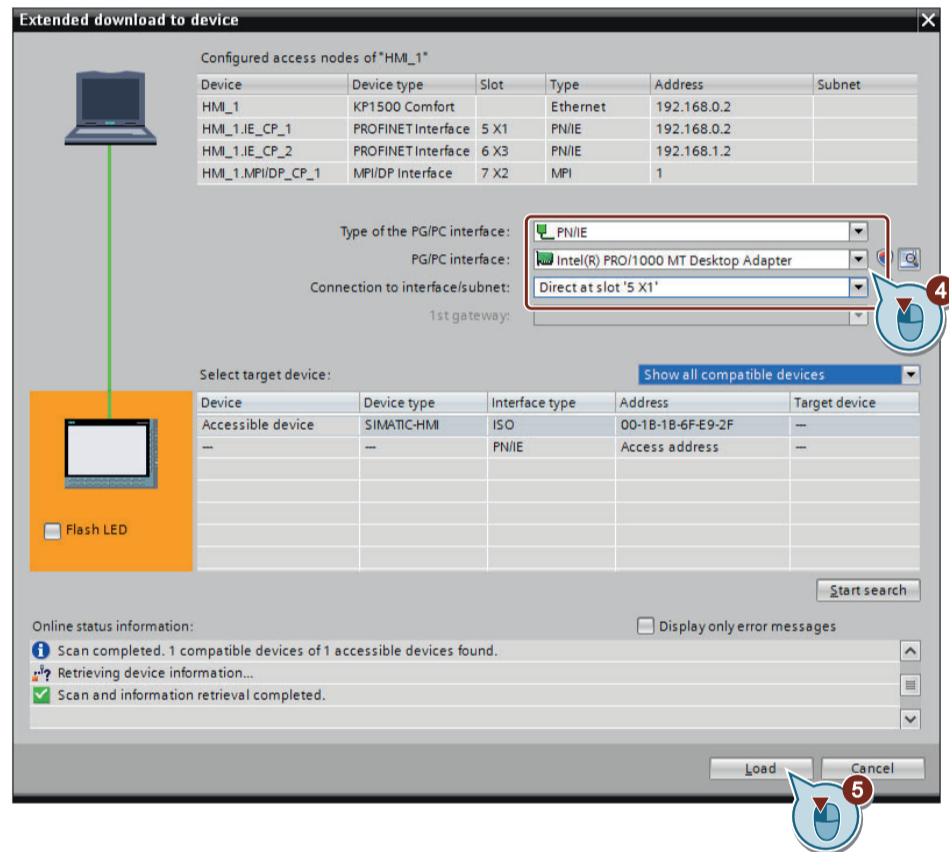 Extended download to device
Configured access nodes of "HMI_1"
Device Device type Slot Type Address Subnet
HMI_1 KP1500 Comfort Ethernet 192.168.0.2
HMI_1.IE_CP_1 PROFINET Interface 5 X1 PN/IE 192.168.0.2
HMI_1.IE_CP_2 PROFINET Interface 6 X3 PN/IE 192.168.1.2
HMI_1.MPI/DP_CP_1 MPI/DP Interface 7 X2 MPI 1
Type of the PG/PC interface: PN/IE
PG/PC interface: Intel(R) PRO/1000 MT Desktop Adapter
Connection to interface/subnet: Direct at slot '5 X1'
4
1st gateway:
Select target device: Show all compatible devices
Device Device type Interface type Address Target device
Accessible device SIMATIC-HMI ISO 00-1B-1B-6F-E9-2F —
— — PN/IE Access address —
Flash LED
Start search
Online status information: Display only error messages
Scan completed. 1 compatible devices of 1 accessible devices found.
Retrieving device information...
Scan and information retrieval completed.
Load Cancel
5